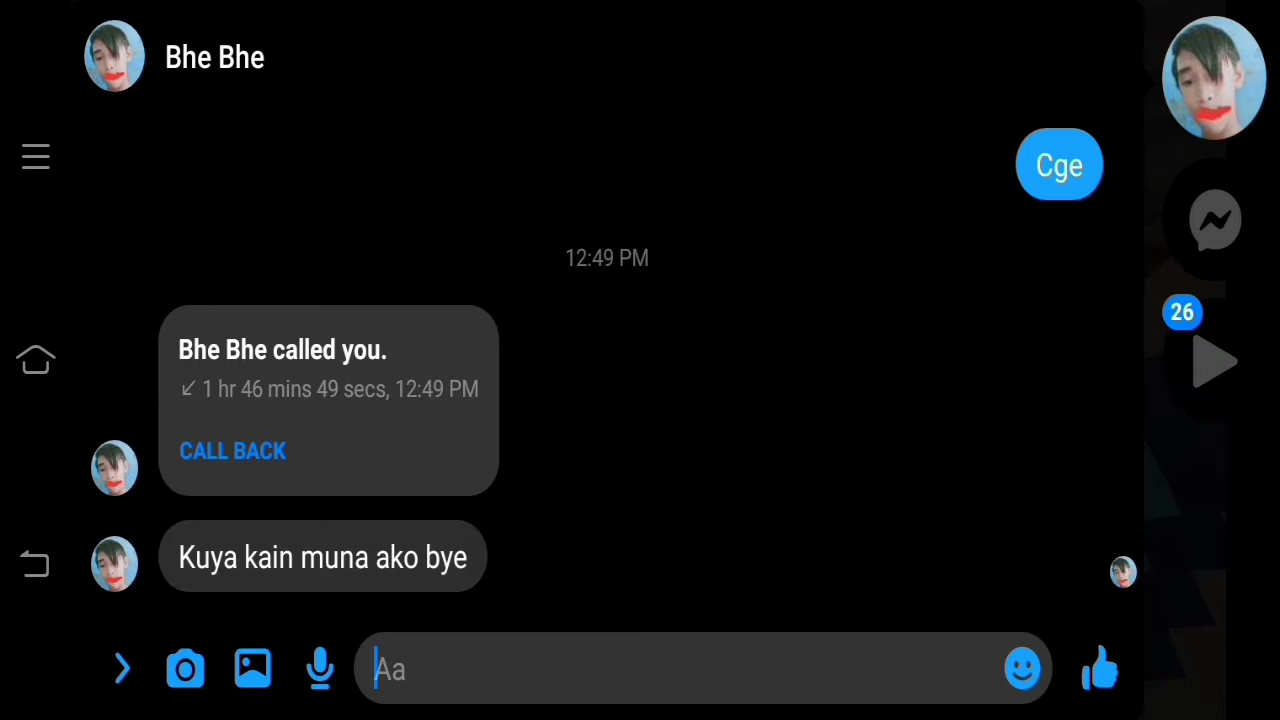 Bhe Bhe
Cge
12:49 PM
Bhe Bhe called you.
↙ 1 hr 46 mins 49 secs, 12:49 PM
CALL BACK
26
Kuya kain muna ako bye
Aa